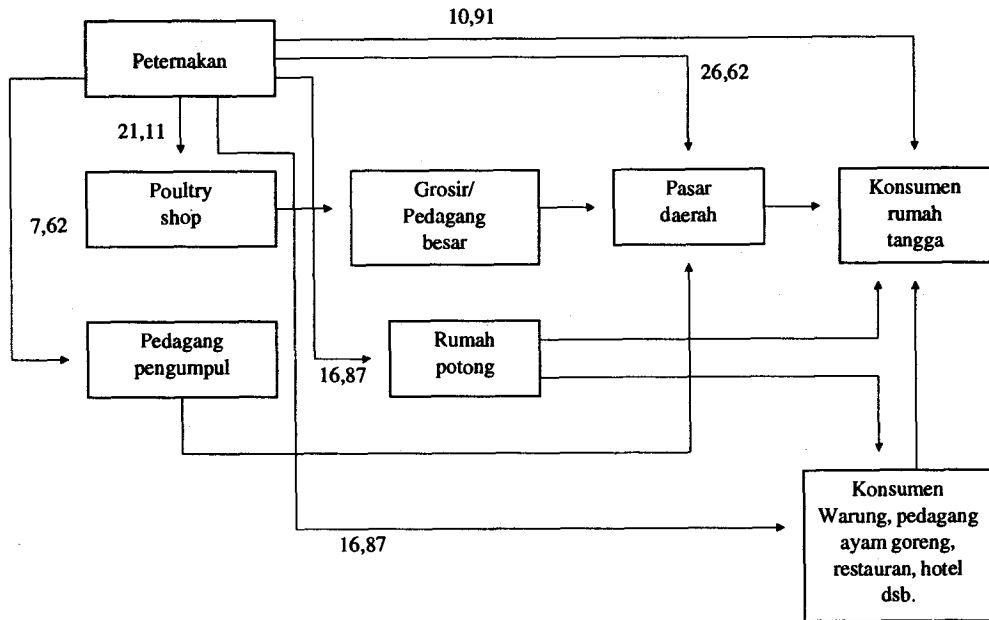 10,91
Peternakan
26,62
21,11
Poultry
shop
Grosir/
Pedagang
besar
Pasar
daerah
Konsumen
rumah
tangga
7,62
Pedagang
pengumpul
16,87
Rumah
potong
16,87
Konsumen
Warung, pedagang
ayam goreng,
restauran, hotel
dsb.